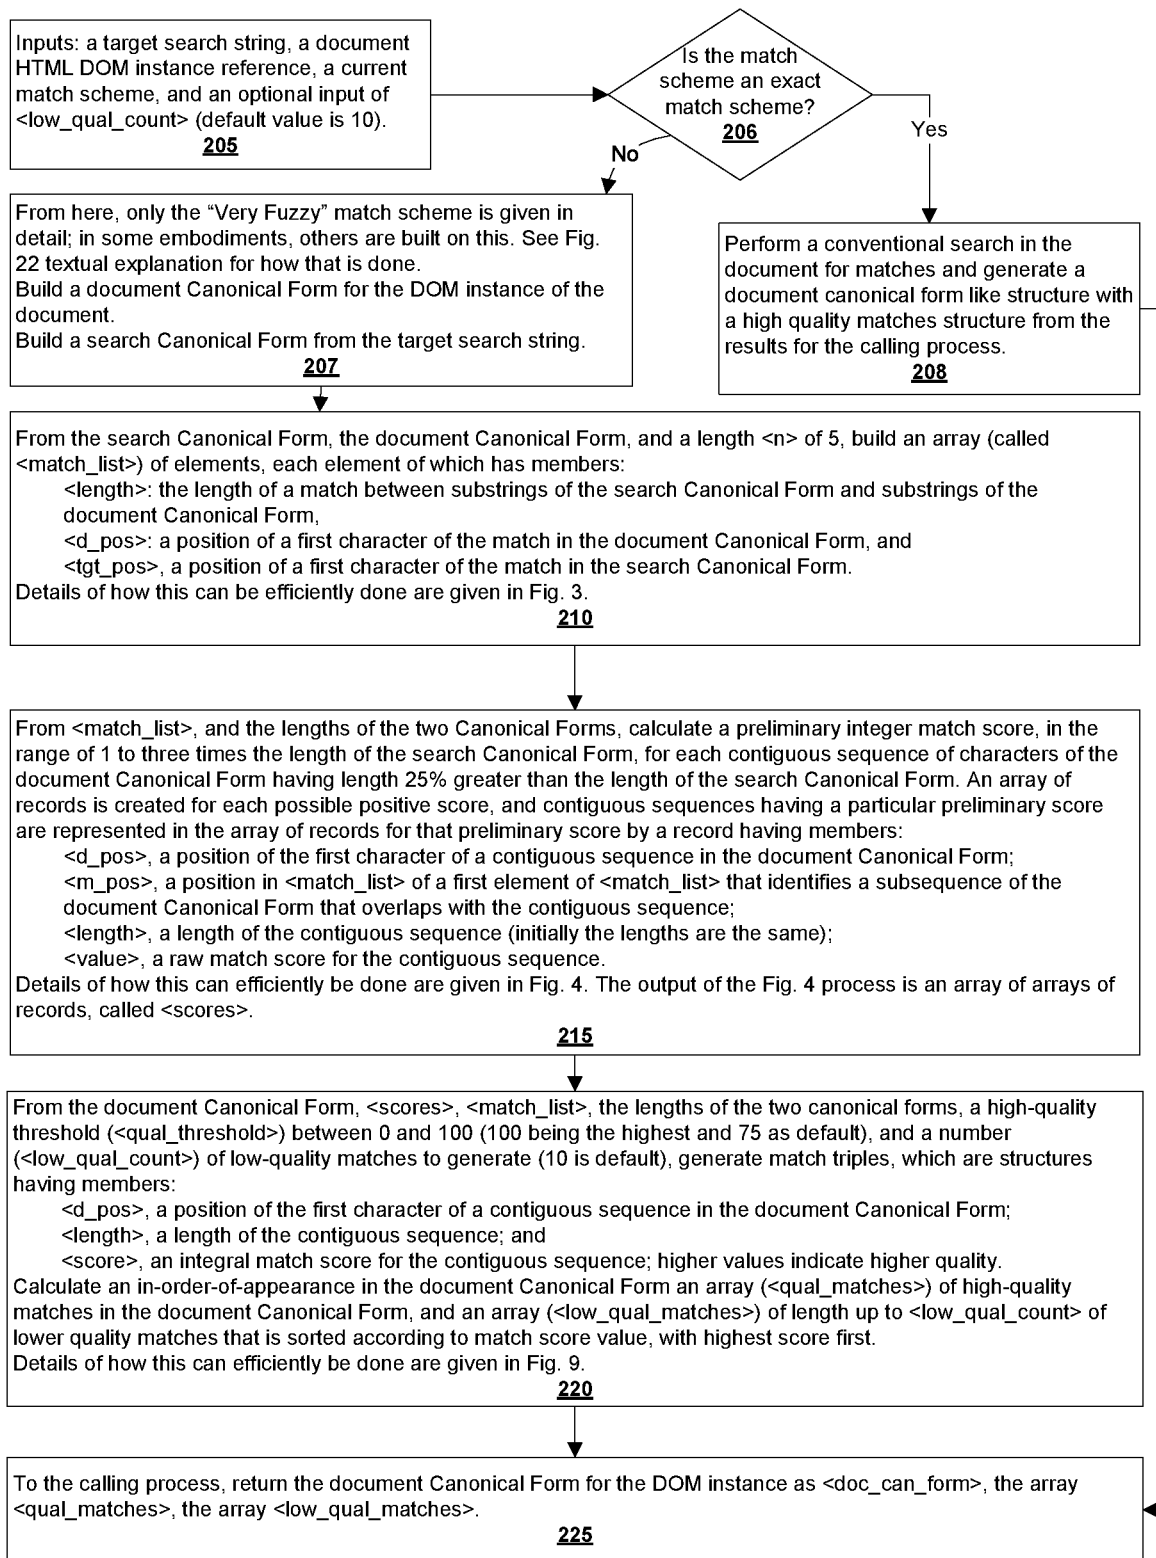 Inputs: a target search string, a document
HTML DOM instance reference, a current
match scheme, and an optional input of
<low_qual_count> (default value is 10).
205
Is the match
scheme an exact
match scheme?
206
Yes
No
From here, only the “Very Fuzzy” match scheme is given in
detail; in some embodiments, others are built on this. See Fig.
22 textual explanation for how that is done.
Build a document Canonical Form for the DOM instance of the
document.
Build a search Canonical Form from the target search string.
207
Perform a conventional search in the
document for matches and generate a
document canonical form like structure with
a high quality matches structure from the
results for the calling process.
208
From the search Canonical Form, the document Canonical Form, and a length <n> of 5, build an array (called
<match_list>) of elements, each element of which has members:
<length>: the length of a match between substrings of the search Canonical Form and substrings of the
document Canonical Form,
<d_pos>: a position of a first character of the match in the document Canonical Form, and
<tgt_pos>, a position of a first character of the match in the search Canonical Form.
Details of how this can be efficiently done are given in Fig. 3.
210
From <match_list>, and the lengths of the two Canonical Forms, calculate a preliminary integer match score, in the
range of 1 to three times the length of the search Canonical Form, for each contiguous sequence of characters of the
document Canonical Form having length 25% greater than the length of the search Canonical Form. An array of
records is created for each possible positive score, and contiguous sequences having a particular preliminary score
are represented in the array of records for that preliminary score by a record having members:
<d_pos>, a position of the first character of a contiguous sequence in the document Canonical Form;
<m_pos>, a position in <match_list> of a first element of <match_list> that identifies a subsequence of the
document Canonical Form that overlaps with the contiguous sequence;
<length>, a length of the contiguous sequence (initially the lengths are the same);
<value>, a raw match score for the contiguous sequence.
Details of how this can efficiently be done are given in Fig. 4. The output of the Fig. 4 process is an array of arrays of
records, called <scores>.
215
From the document Canonical Form, <scores>, <match_list>, the lengths of the two canonical forms, a high-quality
threshold (<qual_threshold>) between 0 and 100 (100 being the highest and 75 as default), and a number
(<low_qual_count>) of low-quality matches to generate (10 is default), generate match triples, which are structures
having members:
<d_pos>, a position of the first character of a contiguous sequence in the document Canonical Form;
<length>, a length of the contiguous sequence; and
<score>, an integral match score for the contiguous sequence; higher values indicate higher quality.
Calculate an in-order-of-appearance in the document Canonical Form an array (<qual_matches>) of high-quality
matches in the document Canonical Form, and an array (<low_qual_matches>) of length up to <low_qual_count> of
lower quality matches that is sorted according to match score value, with highest score first.
Details of how this can efficiently be done are given in Fig. 9.
220
To the calling process, return the document Canonical Form for the DOM instance as <doc_can_form>, the array
<qual_matches>, the array <low_qual_matches>.
225